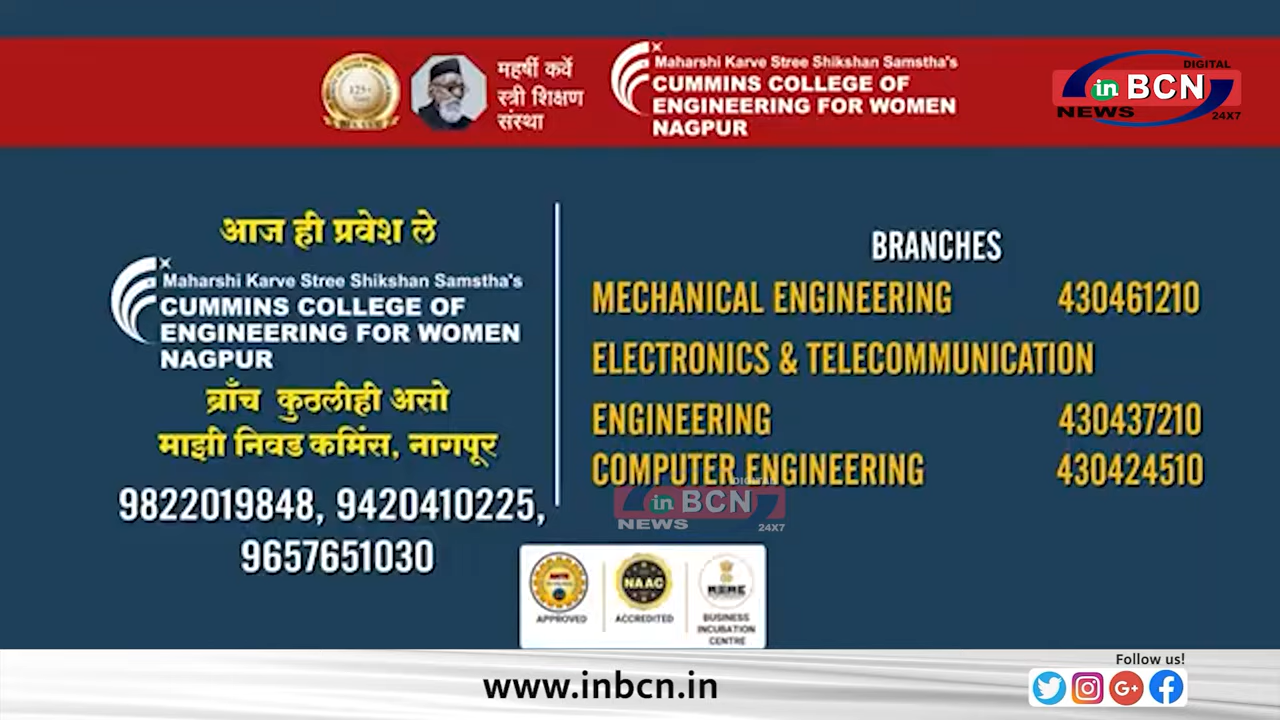 125+
महर्षी कर्वे
स्त्री शिक्षण
संस्था
Maharshi Karve Stree Shikshan Samstha's
CUMMINS COLLEGE OF
ENGINEERING FOR WOMEN
NAGPUR
DIGITAL
in BCN
NEWS 24X7
आज ही प्रवेश ले
Maharshi Karve Stree Shikshan Samstha's
CUMMINS COLLEGE OF
ENGINEERING FOR WOMEN
NAGPUR
ब्राँच कुठलीही असो
माझी निवड कमिंस, नागपूर
9822019848, 9420410225,
9657651030
BRANCHES
MECHANICAL ENGINEERING 430461210
ELECTRONICS & TELECOMMUNICATION
ENGINEERING 430437210
COMPUTER ENGINEERING 430424510
DIGITAL
in BCN
NEWS 24X7
APPROVED
NAAC
ACCREDITED
BUSINESS
INCUBATION
CENTRE
Follow us!
www.inbcn.in